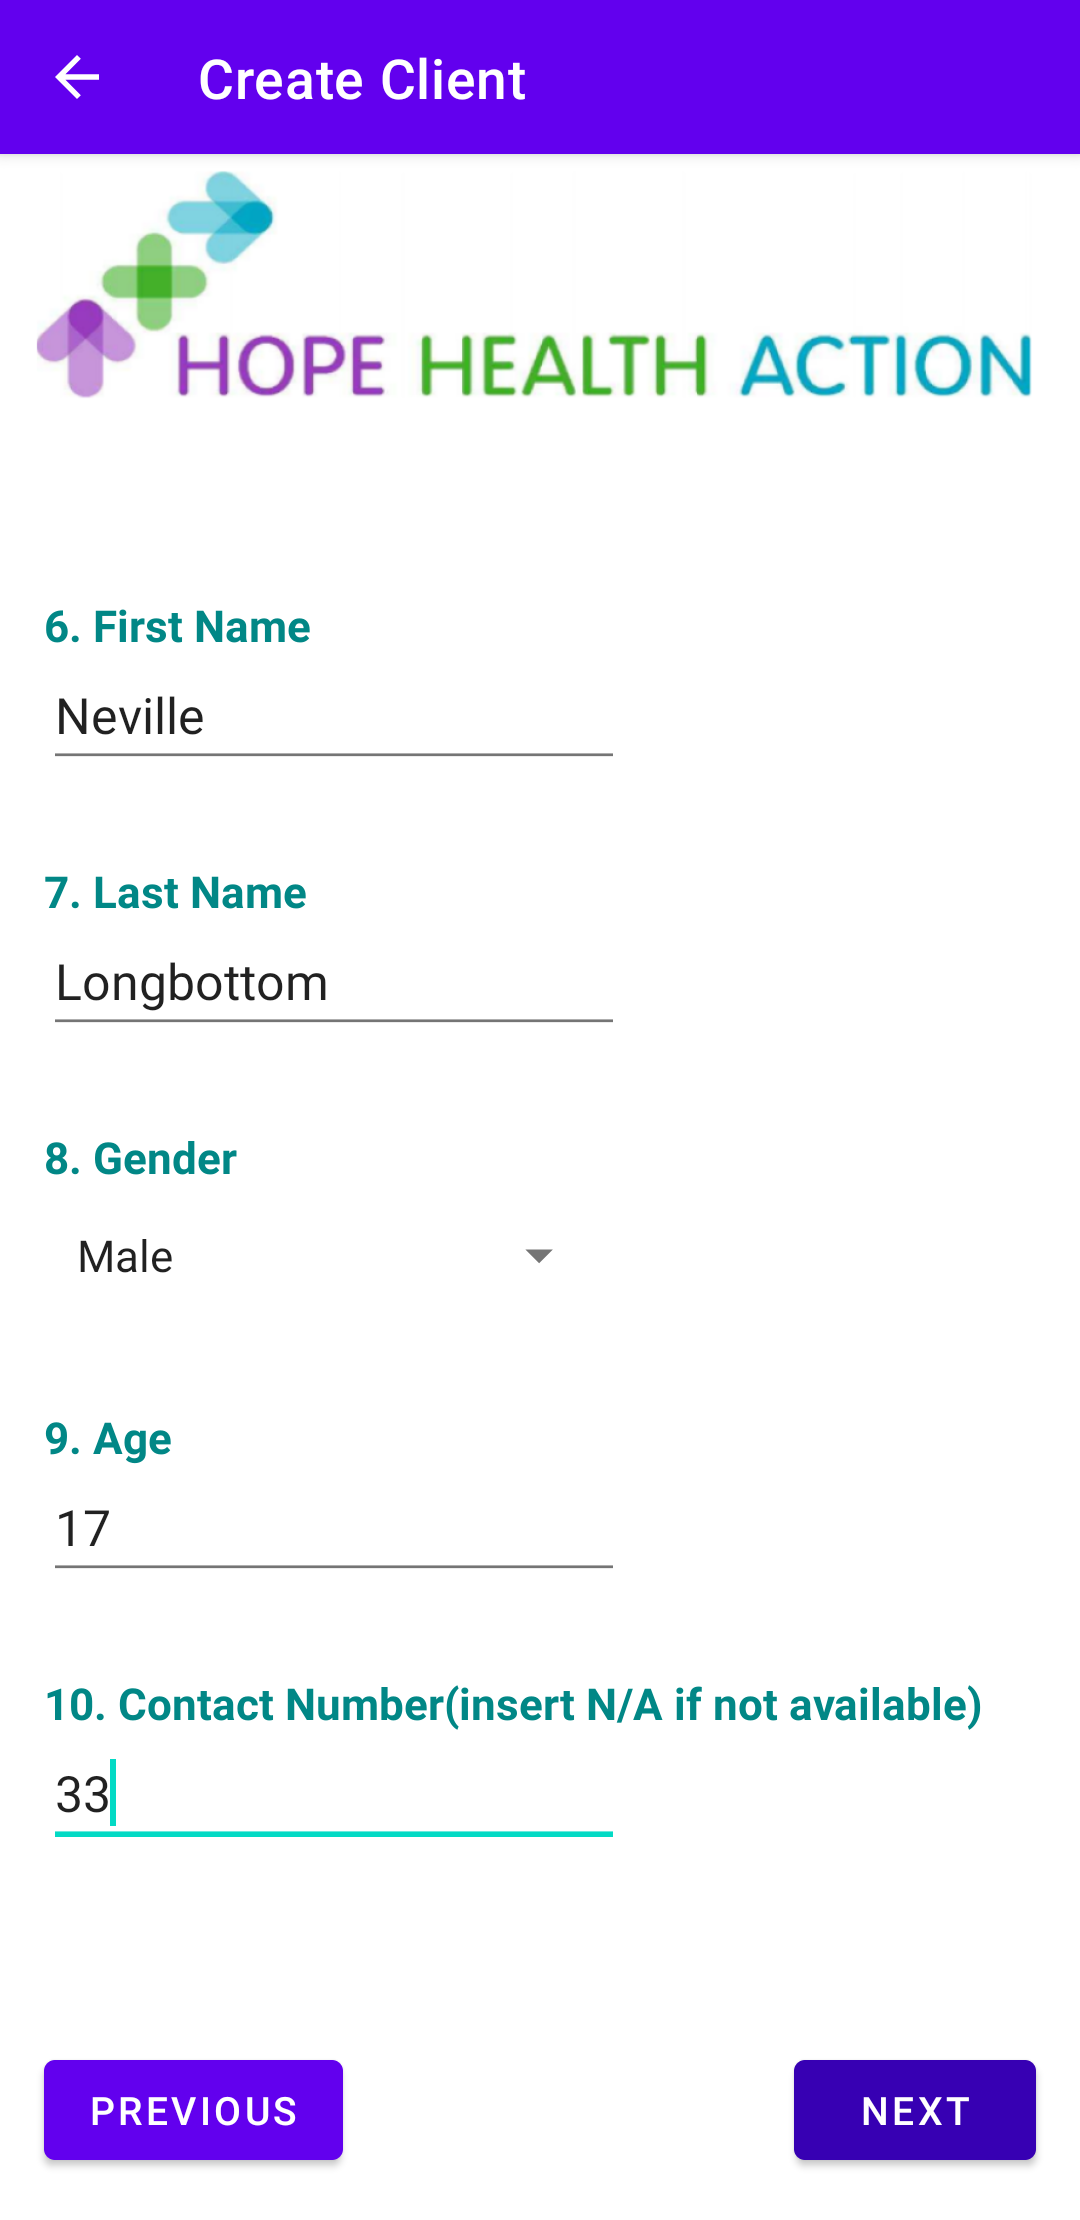 Create Client
HOPE HEALTH ACTION
6. First Name
Neville
7. Last Name
Longbottom
8. Gender
Male
9. Age
17
10. Contact Number(insert N/A if not available)
33
PREVIOUS
NEXT